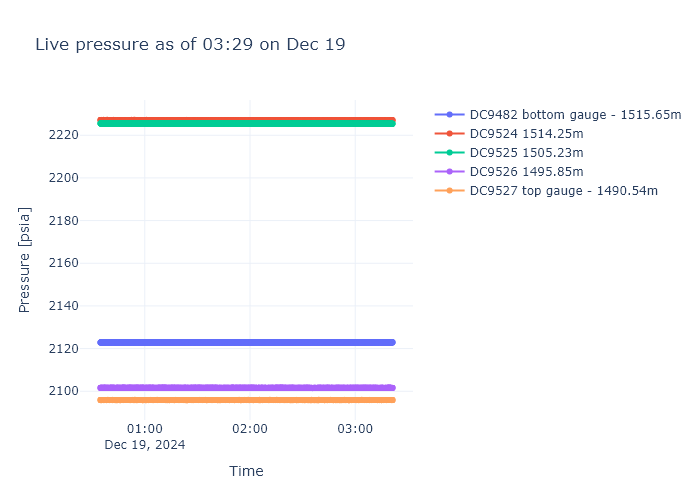 Live pressure as of 03:29 on Dec 19
DC9482 bottom gauge - 1515.65m
DC9524 1514.25m
DC9525 1505.23m
DC9526 1495.85m
DC9527 top gauge - 1490.54m
Pressure [psia]
2220
2200
2180
2160
2140
2120
2100
01:00
02:00
03:00
Dec 19, 2024
Time